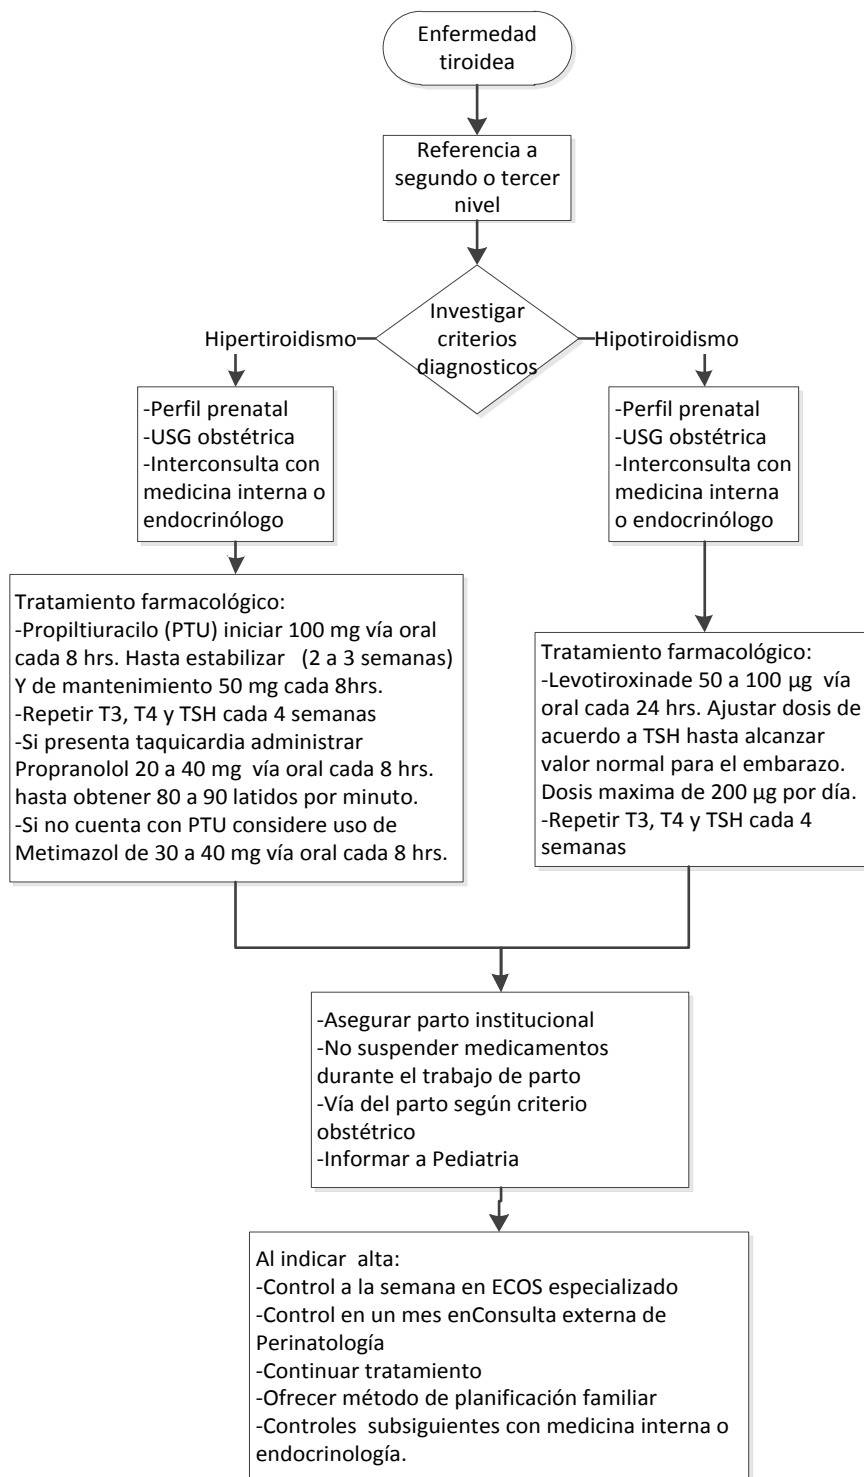 Enfermedad
tiroidea
Referencia a
segundo o tercer
nivel
Investigar
criterios
diagnosticos
Hipertiroidismo
Hipotiroidismo
-Perfil prenatal
-USG obstétrica
-Interconsulta con
medicina interna o
endocrinólogo
-Perfil prenatal
-USG obstétrica
-Interconsulta con
medicina interna
o endocrinólogo
Tratamiento farmacológico:
-Propiltiuracilo (PTU) iniciar 100 mg vía oral
cada 8 hrs. Hasta estabilizar (2 a 3 semanas)
Y de mantenimiento 50 mg cada 8hrs.
-Repetir T3, T4 y TSH cada 4 semanas
-Si presenta taquicardia administrar
Propranolol 20 a 40 mg vía oral cada 8 hrs.
hasta obtener 80 a 90 latidos por minuto.
-Si no cuenta con PTU considere uso de
Metimazol de 30 a 40 mg vía oral cada 8 hrs.
Tratamiento farmacológico:
-Levotiroxinade 50 a 100 µg vía
oral cada 24 hrs. Ajustar dosis de
acuerdo a TSH hasta alcanzar
valor normal para el embarazo.
Dosis maxima de 200 µg por día.
-Repetir T3, T4 y TSH cada 4
semanas
-Asegurar parto institucional
-No suspender medicamentos
durante el trabajo de parto
-Vía del parto según criterio
obstétrico
-Informar a Pediatria
Al indicar alta:
-Control a la semana en ECOS especializado
-Control en un mes enConsulta externa de
Perinatología
-Continuar tratamiento
-Ofrecer método de planificación familiar
-Controles subsiguientes con medicina interna o
endocrinología.